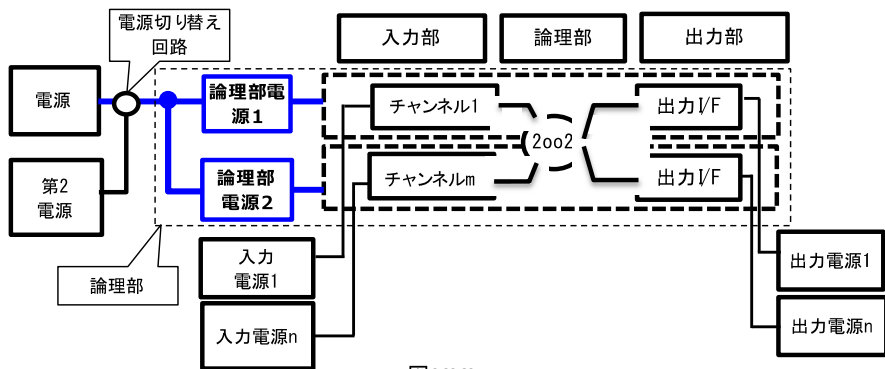 電源切り替え
回路
入力部
論理部
出力部
電源
論理部電
源1
チャンネル1
出力I/F
2oo2
第2
電源
論理部
電源2
チャンネルm
出力I/F
論理部
入力
電源1
出力電源1
入力電源n
出力電源n